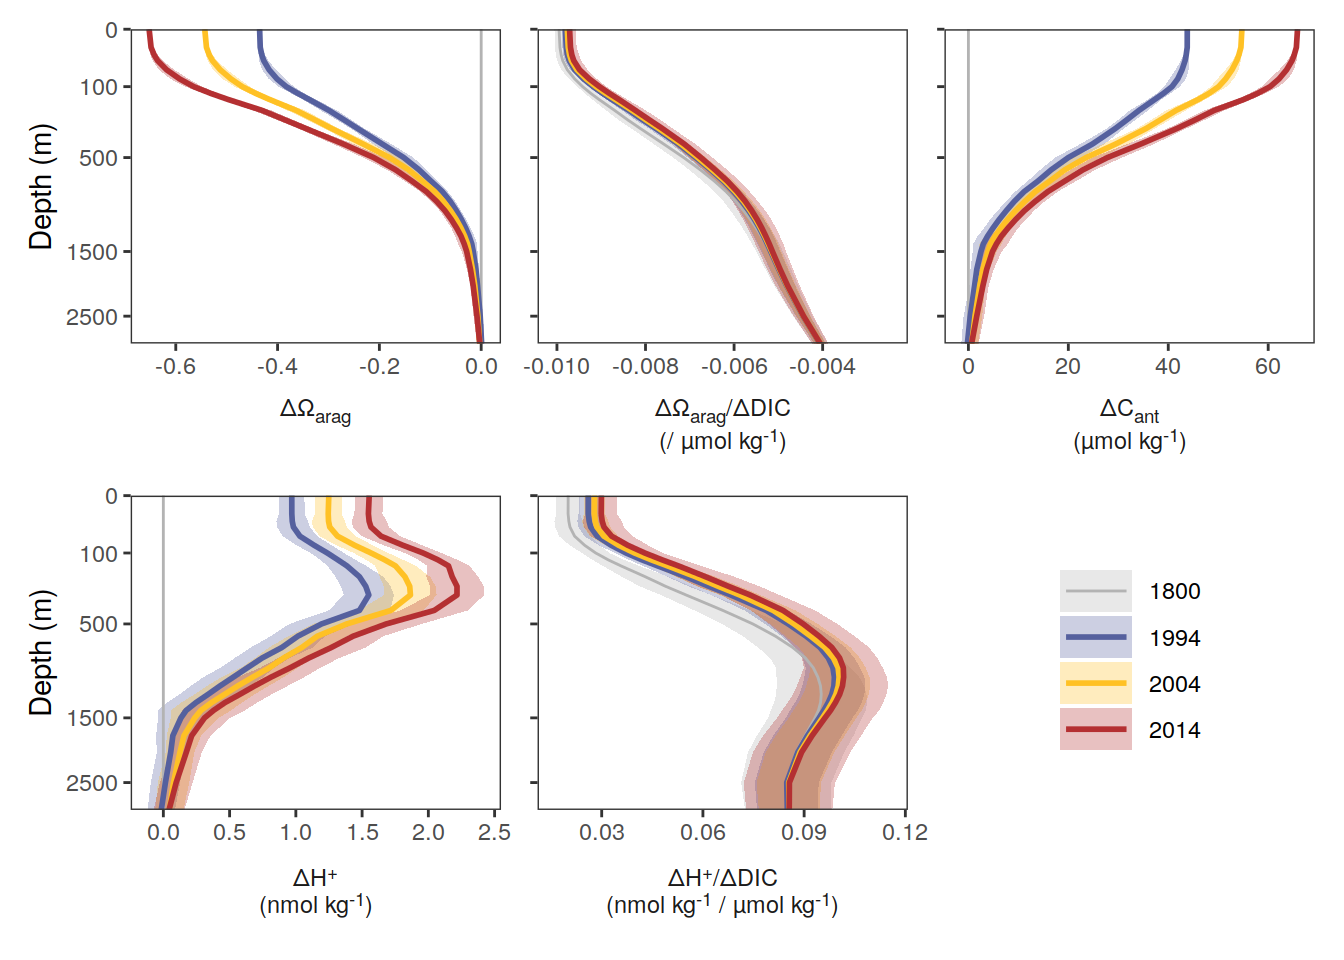 0
100
500
1500
2500
Depth (m)
-0.6 -0.4 -0.2 0.0
ΔΩarag
-0.010 -0.008 -0.006 -0.004
ΔΩarag/ΔDIC
(/ μmol kg-1)
0 20 40 60
ΔCant
(μmol kg-1)
0
100
500
1500
2500
Depth (m)
0.0 0.5 1.0 1.5 2.0 2.5
ΔH+
(nmol kg-1)
0.03 0.06 0.09 0.12
ΔH+/ΔDIC
(nmol kg-1 / μmol kg-1)
1800
1994
2004
2014